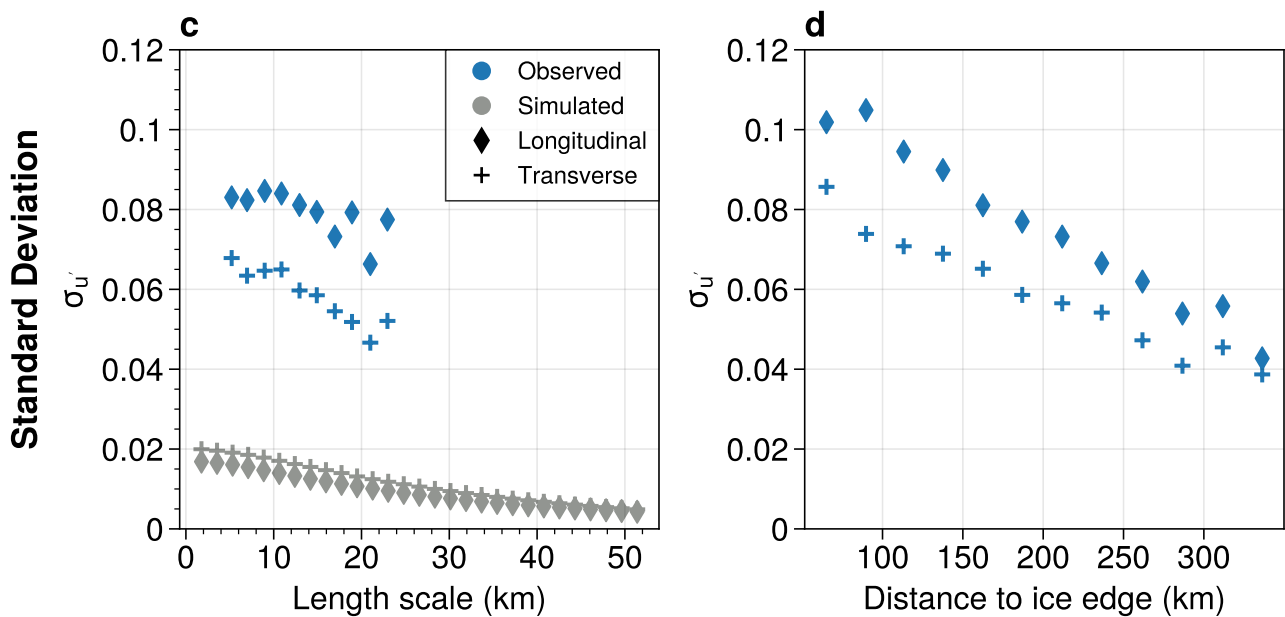 c
Standard Deviation
σu′
0.12
0.1
0.08
0.06
0.04
0.02
0
0 10 20 30 40 50
Length scale (km)
Observed
Simulated
Longitudinal
Transverse
d
σu′
0.12
0.1
0.08
0.06
0.04
0.02
0
100 150 200 250 300
Distance to ice edge (km)